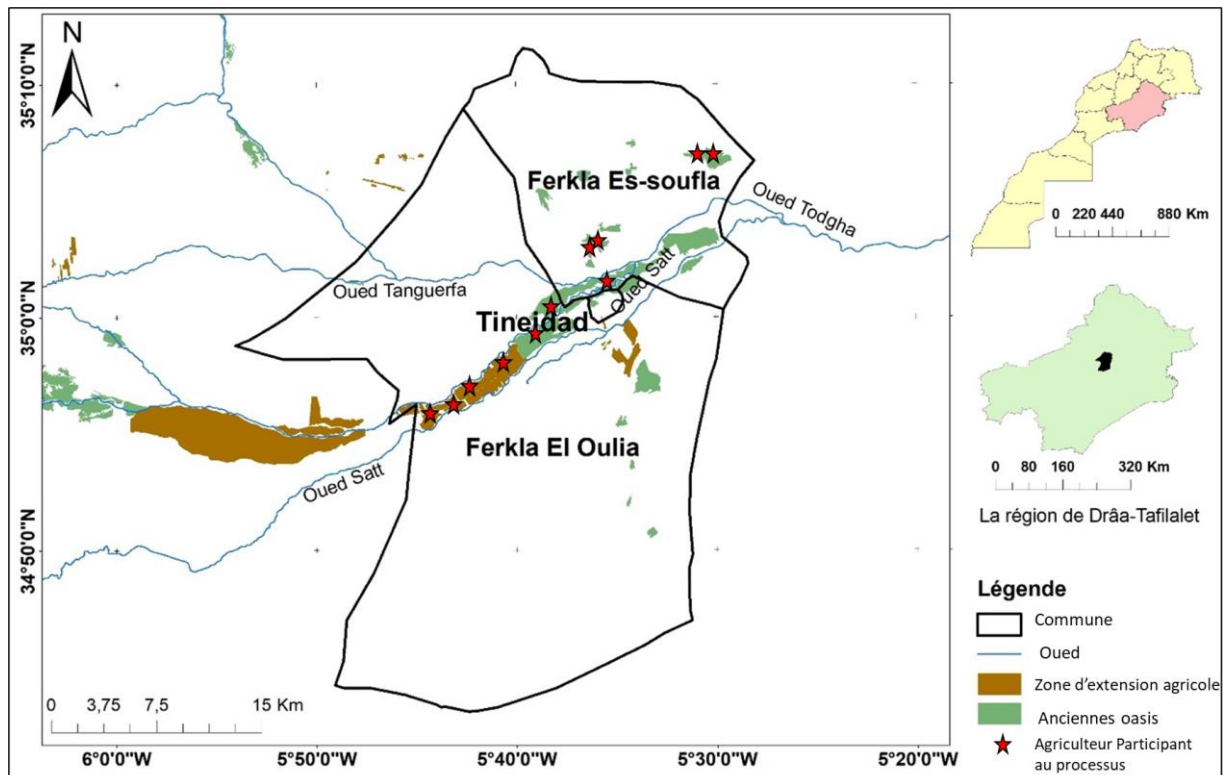 N
35°10'0"N
35°0'0"N
34°50'0"N
Ferkla Es-soufla
Oued Todgha
Oued Satt
Oued Tanguerfa
Tinejdad
Ferkla El Oulia
Oued Satt
0 3,75 7,5 15 Km
6°0'0"W 5°50'0"W 5°40'0"W 5°30'0"W 5°20'0"W
0 220 440 880 Km
0 80 160 320 Km
La région de Drâa-Tafilalet
Légende
Commune
Oued
Zone d'extension agricole
Anciennes oasis
Agriculteur Participant
au processus